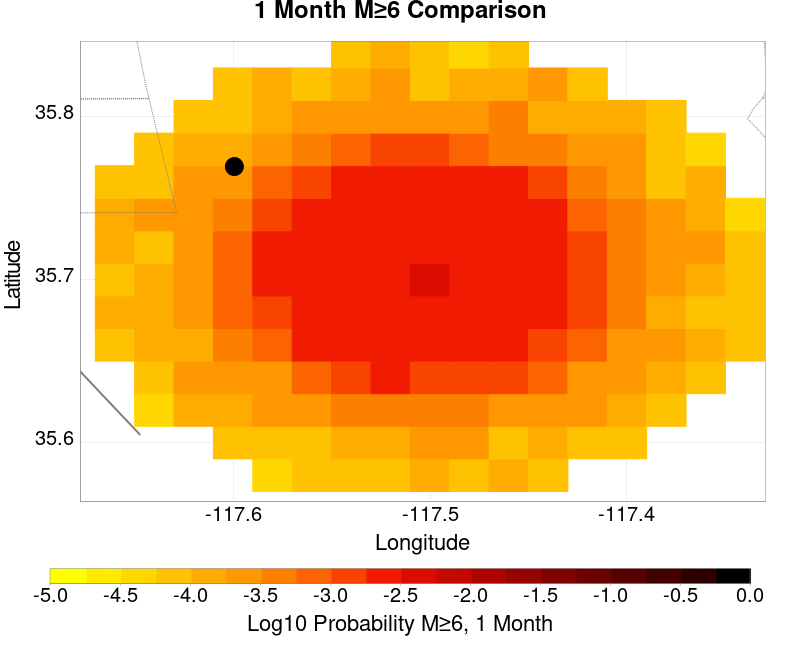 1 Month M≥6 Comparison
35.8
35.7
35.6
Latitude
-117.6 -117.5 -117.4
Longitude
-5.0 -4.5 -4.0 -3.5 -3.0 -2.5 -2.0 -1.5 -1.0 -0.5 0.0
Log10 Probability M≥6, 1 Month